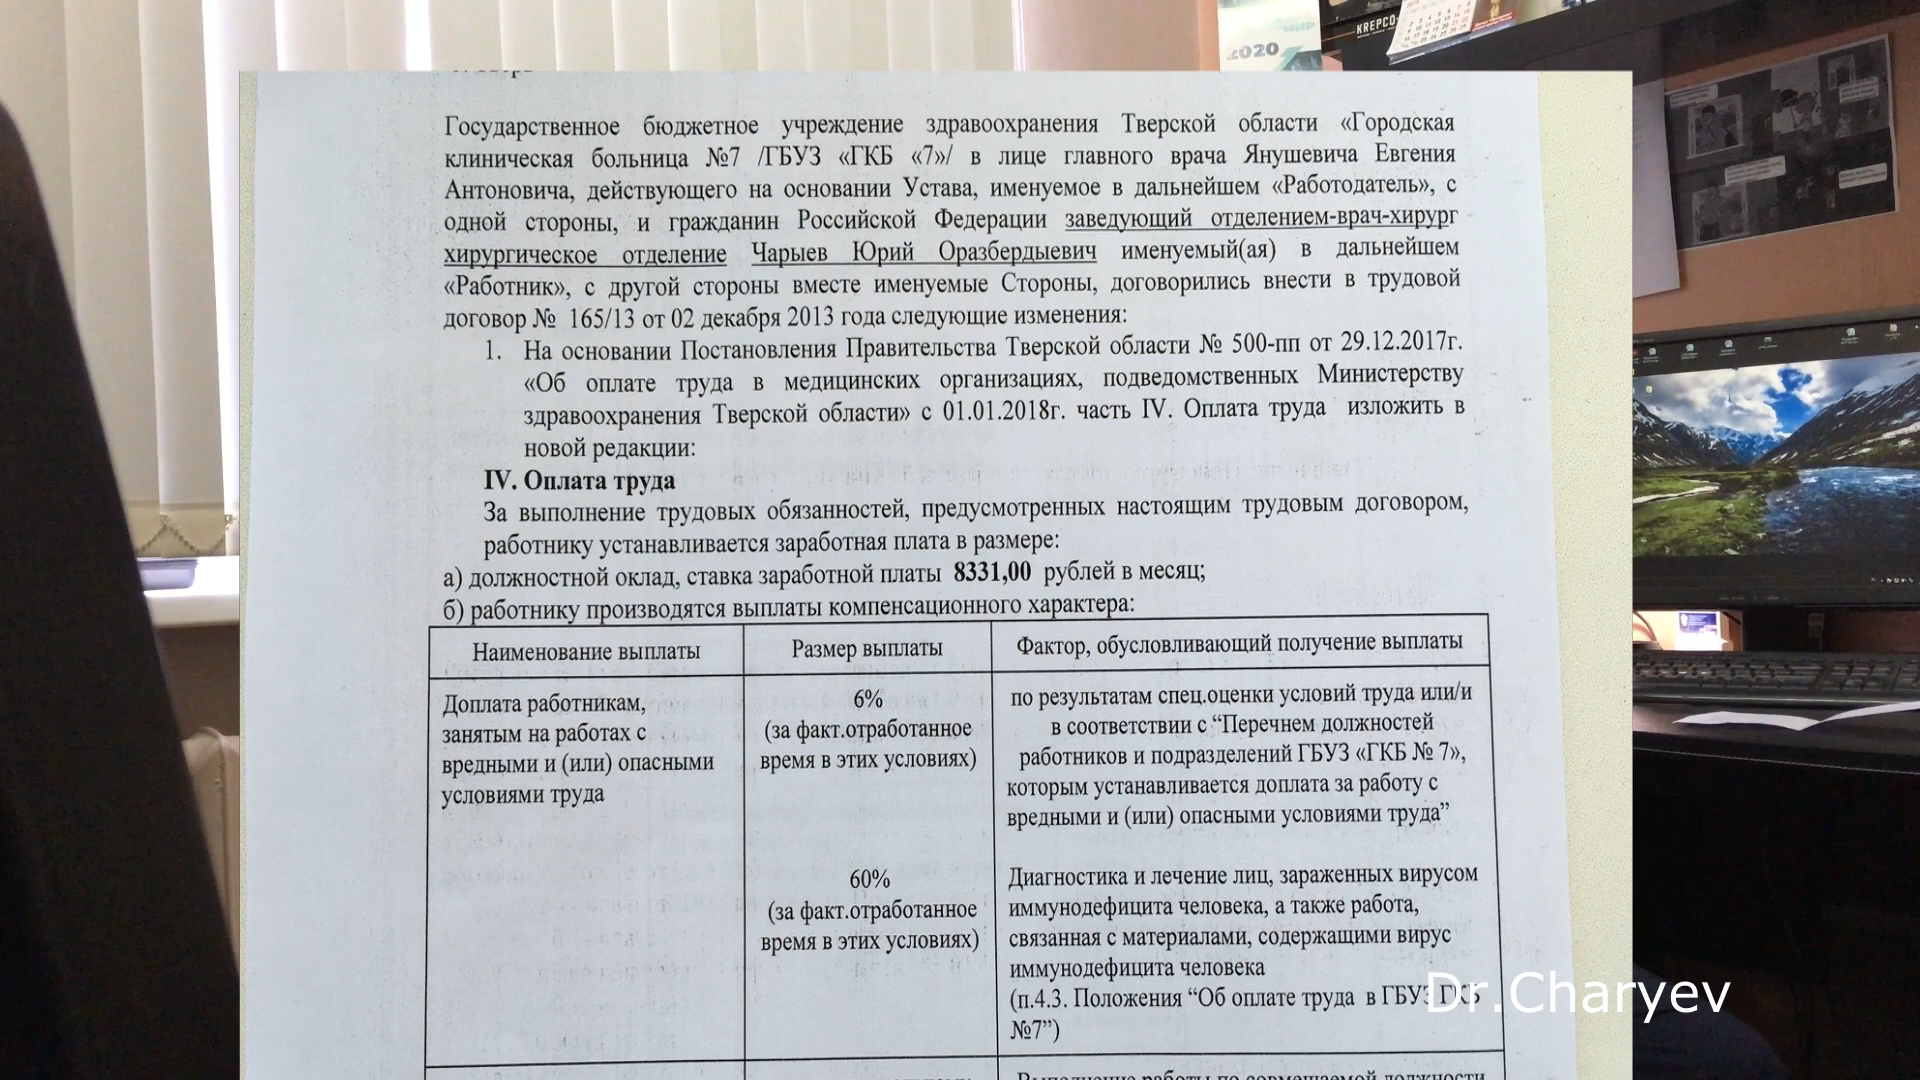 МИР
2020
KREPCO
г. Тверь
Государственное бюджетное учреждение здравоохранения Тверской области «Городская
клиническая больница №7 /ГБУЗ «ГКБ «7»/ в лице главного врача Янушевича Евгения
Антоновича, действующего на основании Устава, именуемое в дальнейшем «Работодатель», с
одной стороны, и гражданин Российской Федерации заведующий отделением-врач-хирург
хирургическое отделение Чарыев Юрий Оразбердыевич именуемый(ая) в дальнейшем
«Работник», с другой стороны вместе именуемые Стороны, договорились внести в трудовой
договор № 165/13 от 02 декабря 2013 года следующие изменения:
1. На основании Постановления Правительства Тверской области № 500-пп от 29.12.2017г.
«Об оплате труда в медицинских организациях, подведомственных Министерству
здравоохранения Тверской области» с 01.01.2018г. часть IV. Оплата труда изложить в
новой редакции:
IV. Оплата труда
За выполнение трудовых обязанностей, предусмотренных настоящим трудовым договором,
работнику устанавливается заработная плата в размере:
а) должностной оклад, ставка заработной платы 8331,00 рублей в месяц;
б) работнику производятся выплаты компенсационного характера:
Наименование выплаты
Размер выплаты
Фактор, обусловливающий получение выплаты
Доплата работникам,
занятым на работах с
вредными и (или) опасными
условиями труда
6%
(за факт.отработанное
время в этих условиях)
по результатам спец.оценки условий труда или/и
в соответствии с “Перечнем должностей
работников и подразделений ГБУЗ «ГКБ № 7»,
которым устанавливается доплата за работу с
вредными и (или) опасными условиями труда”
60%
(за факт.отработанное
время в этих условиях)
Диагностика и лечение лиц, зараженных вирусом
иммунодефицита человека, а также работа,
связанная с материалами, содержащими вирус
иммунодефицита человека
(п.4.3. Положения “Об оплате труда в ГБУЗ ГКБ
№7”)
Выполнение работы по совмещаемой должности
Dr.Charyev